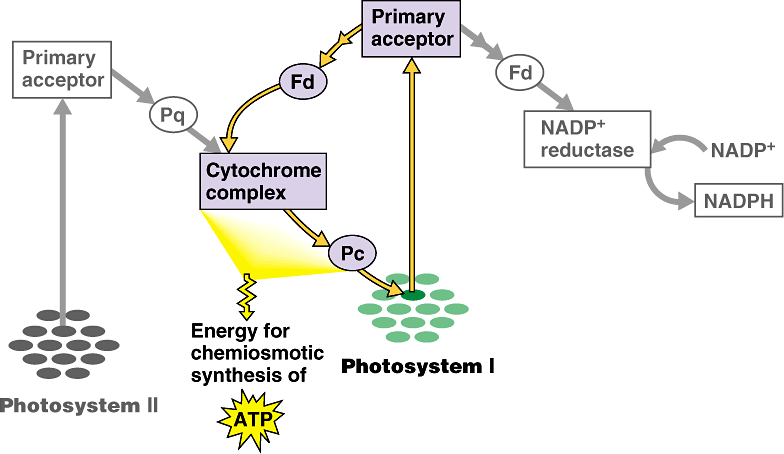 Primary
acceptor
Primary
acceptor
Fd
Fd
Pq
NADP+
reductase
NADP+
NADPH
Cytochrome
complex
Pc
Energy for
chemiosmotic
synthesis of
ATP
Photosystem I
Photosystem II